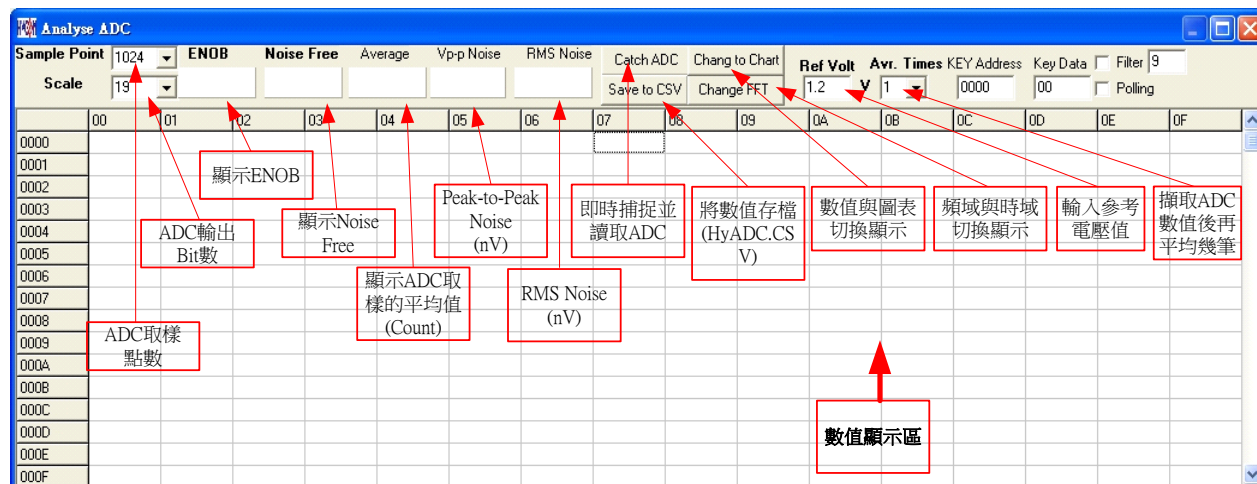 Analyse ADC
Sample Point 1024 ENOB Noise Free Average Vp-p Noise RMS Noise Catch ADC Chang to Chart Ref Volt Avr. Times KEY Address Key Data Filter 9
Scale 19 Save to CSV Change FFT 1.2 V 1 0000 00 Polling
00 01 02 03 04 05 06 07 08 09 0A 0B 0C 0D 0E 0F
0000
0001
0002
0003
0004
0005
0006
0007
0008
0009
000A
000B
000C
000D
000E
000F
ADC取樣
點數
ADC輸出
Bit數
顯示ENOB
顯示Noise
Free
顯示ADC取
樣的平均值
(Count)
Peak-to-Peak
Noise
(nV)
RMS Noise
(nV)
即時捕捉並
讀取ADC
將數值存檔
(HyADC.CS
V)
數值與圖表
切換顯示
頻域與時域
切換顯示
輸入參考
電壓值
擷取ADC
數值後再
平均幾筆
數值顯示區